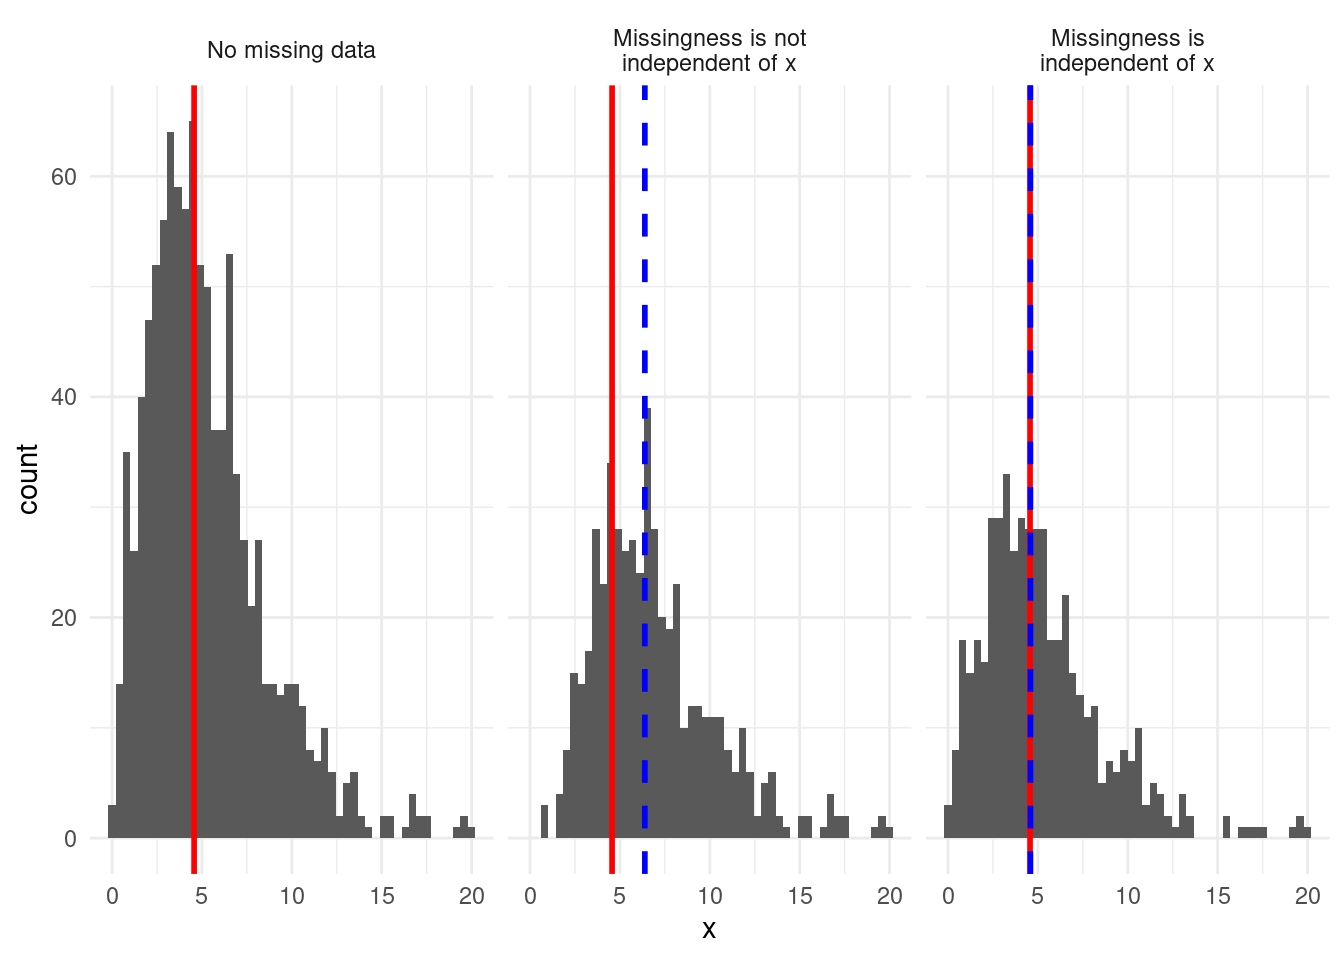 No missing data
Missingness is not
independent of x
Missingness is
independent of x
count
60
40
20
0
0 5 10 15 20
0 5 10 15 20
0 5 10 15 20
x